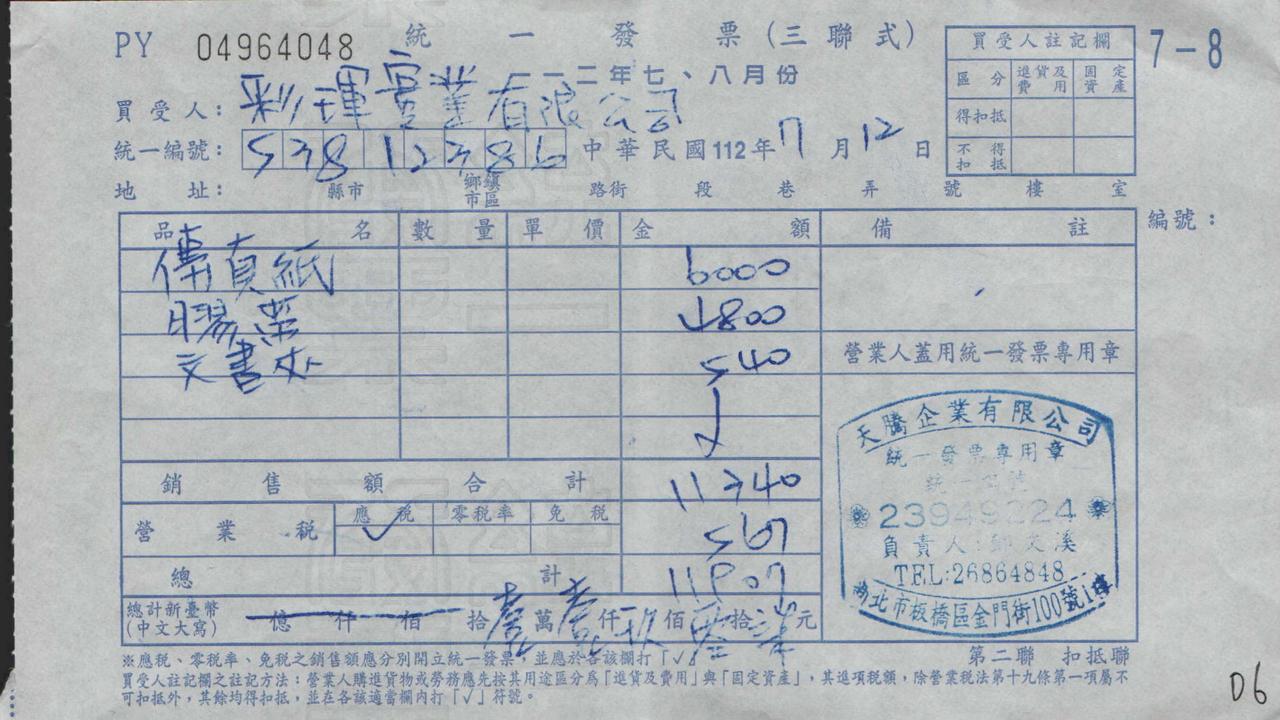 PY 04964048 統一發票(三聯式) 7-8
一一二年七、八月份
買受人: 彩琿實業有限公司
統一編號: 53812386 中華民國112年7月12日
地址: 縣市 鄉鎮市區 路街 段 巷 弄 號 樓 室
買受人註記欄
區分 進貨及費用 固定資產
得扣抵
不得扣抵
品名 數量 單價 金額 備註 編號:
傳真紙 6000
膠帶 4800
文書夾 540
銷售額合計 11340
營業稅 應稅 ✓ 零稅率 免稅 567
總計 11907
總計新臺幣(中文大寫) 億 仟 佰 拾壹萬壹仟玖佰零拾柒元
營業人蓋用統一發票專用章
天騰企業有限公司
統一發票專用章
統一編號
負責人
TEL:26864848
北市板橋區金門街100號1樓
※應稅、零稅率、免稅之銷售額應分別開立統一發票,並應於各該欄打「✓」。
第二聯 扣抵聯
買受人註記欄之註記方法:營業人購進貨物或勞務應先按其用途區分為「進貨及費用」與「固定資產」,其進項稅額,除營業稅法第十九條第一項屬不
可扣抵外,其餘均得扣抵,並在各該適當欄內打「✓」符號。
D6